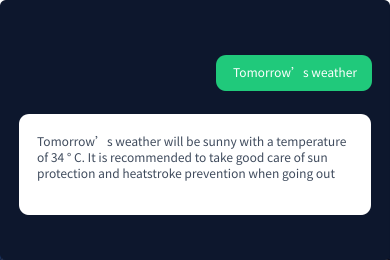 Tomorrow’s weather
Tomorrow’s weather will be sunny with a temperature
of 34°C. It is recommended to take good care of sun
protection and heatstroke prevention when going out